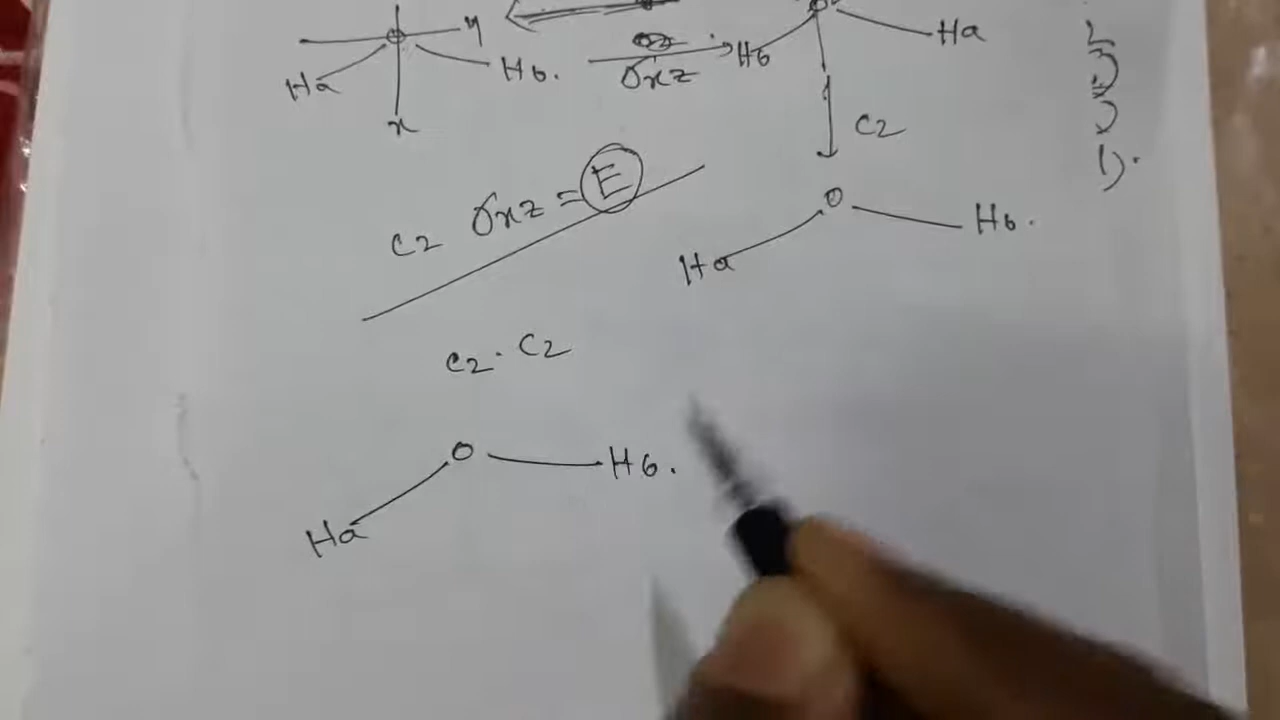 y
Ha Hb. σxz Hb Ha
x
C2
C2 σxz = E
O
Ha Hb.
C2 · C2
O Hb.
Ha